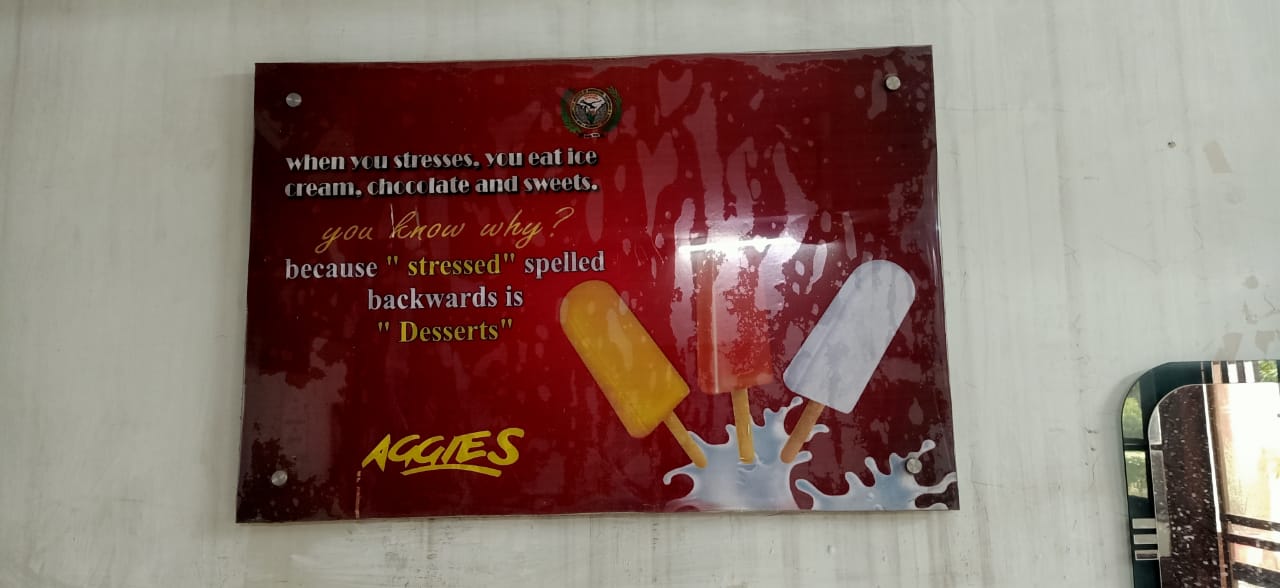 when you stresses, you eat ice
cream, chocolate and sweets.
you know why?
because " stressed" spelled
backwards is
" Desserts"
AGGIES